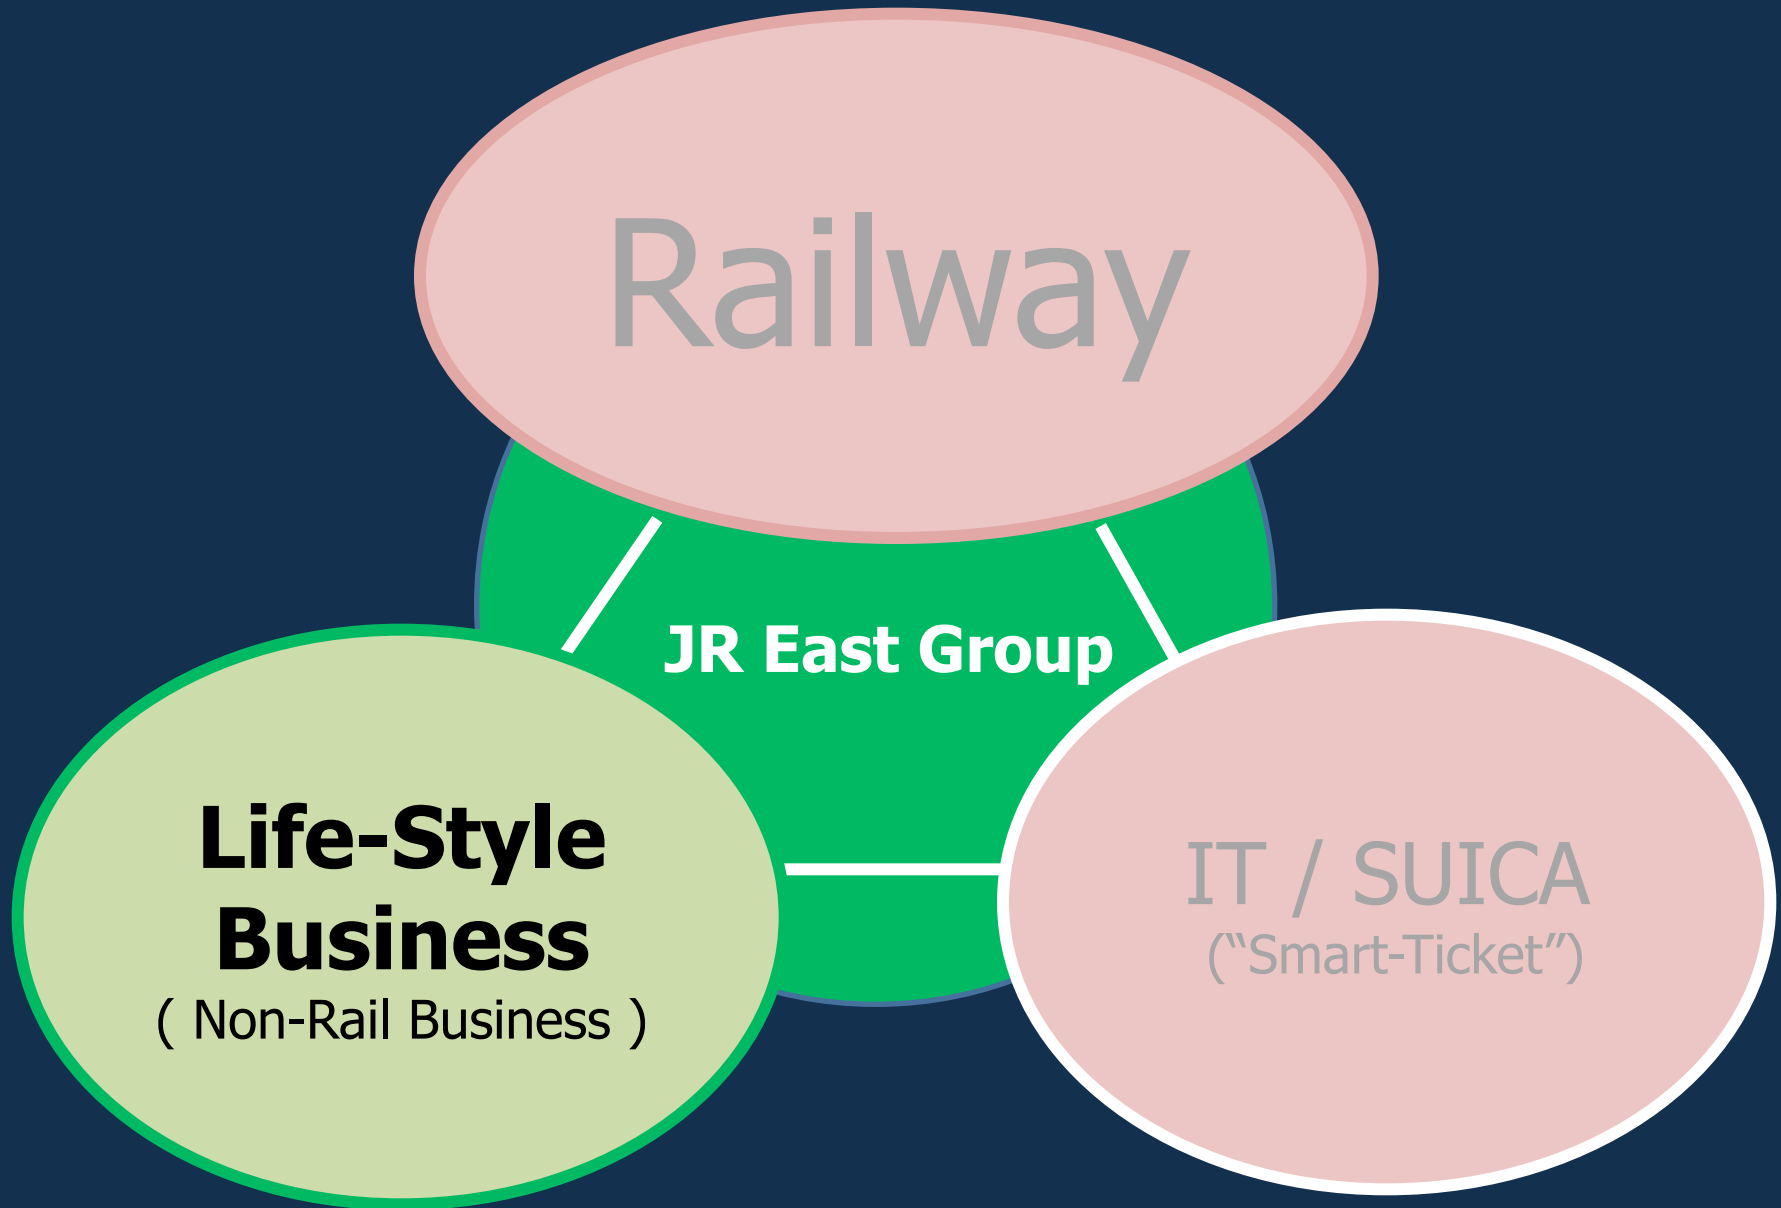 Railway
JR East Group
Life-Style
Business
( Non-Rail Business )
IT / SUICA
(“Smart-Ticket”)